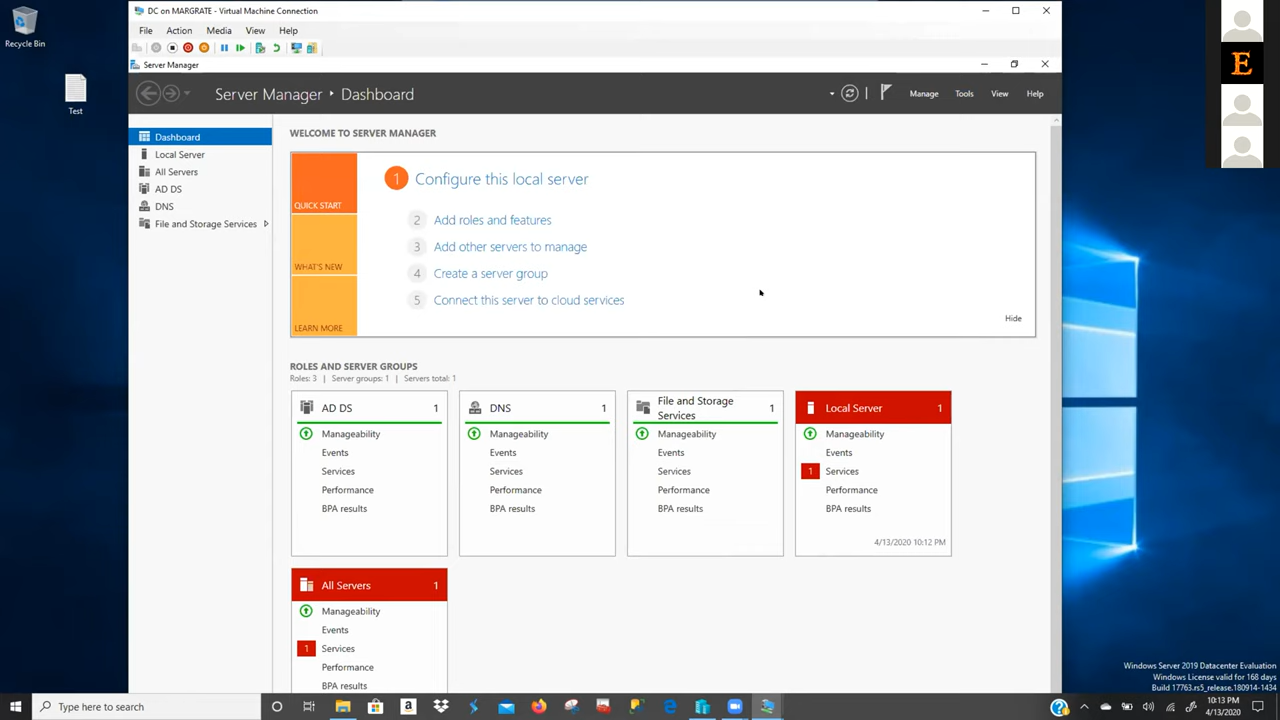 DC on MARGRATE - Virtual Machine Connection
File Action Media View Help
Server Manager
Server Manager ‣ Dashboard
Manage Tools View Help
Recycle Bin
Test
E
Dashboard
Local Server
All Servers
AD DS
DNS
File and Storage Services
WELCOME TO SERVER MANAGER
QUICK START
WHAT'S NEW
LEARN MORE
1 Configure this local server
2 Add roles and features
3 Add other servers to manage
4 Create a server group
5 Connect this server to cloud services
Hide
ROLES AND SERVER GROUPS
Roles: 3 | Server groups: 1 | Servers total: 1
AD DS 1
Manageability
Events
Services
Performance
BPA results
DNS 1
Manageability
Events
Services
Performance
BPA results
File and Storage
Services 1
Manageability
Events
Services
Performance
BPA results
Local Server 1
Manageability
Events
1 Services
Performance
BPA results
4/13/2020 10:12 PM
All Servers 1
Manageability
Events
1 Services
Performance
BPA results
Windows Server 2019 Datacenter Evaluation
Windows License valid for 168 days
Build 17763.rs5_release.180914-1434
Type here to search
10:13 PM
4/13/2020